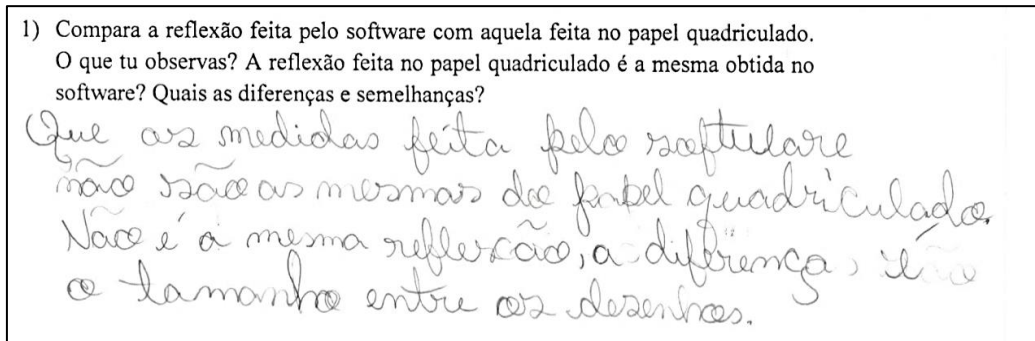 1) Compara a reflexão feita pelo software com aquela feita no papel quadriculado.
O que tu observas? A reflexão feita no papel quadriculado é a mesma obtida no
software? Quais as diferenças e semelhanças?
Que as medidas feita pelo softulare
não são as mesmas do papel quadriculado.
Não é a mesma reflexão, a diferença,
o tamanho entre os desenhos.